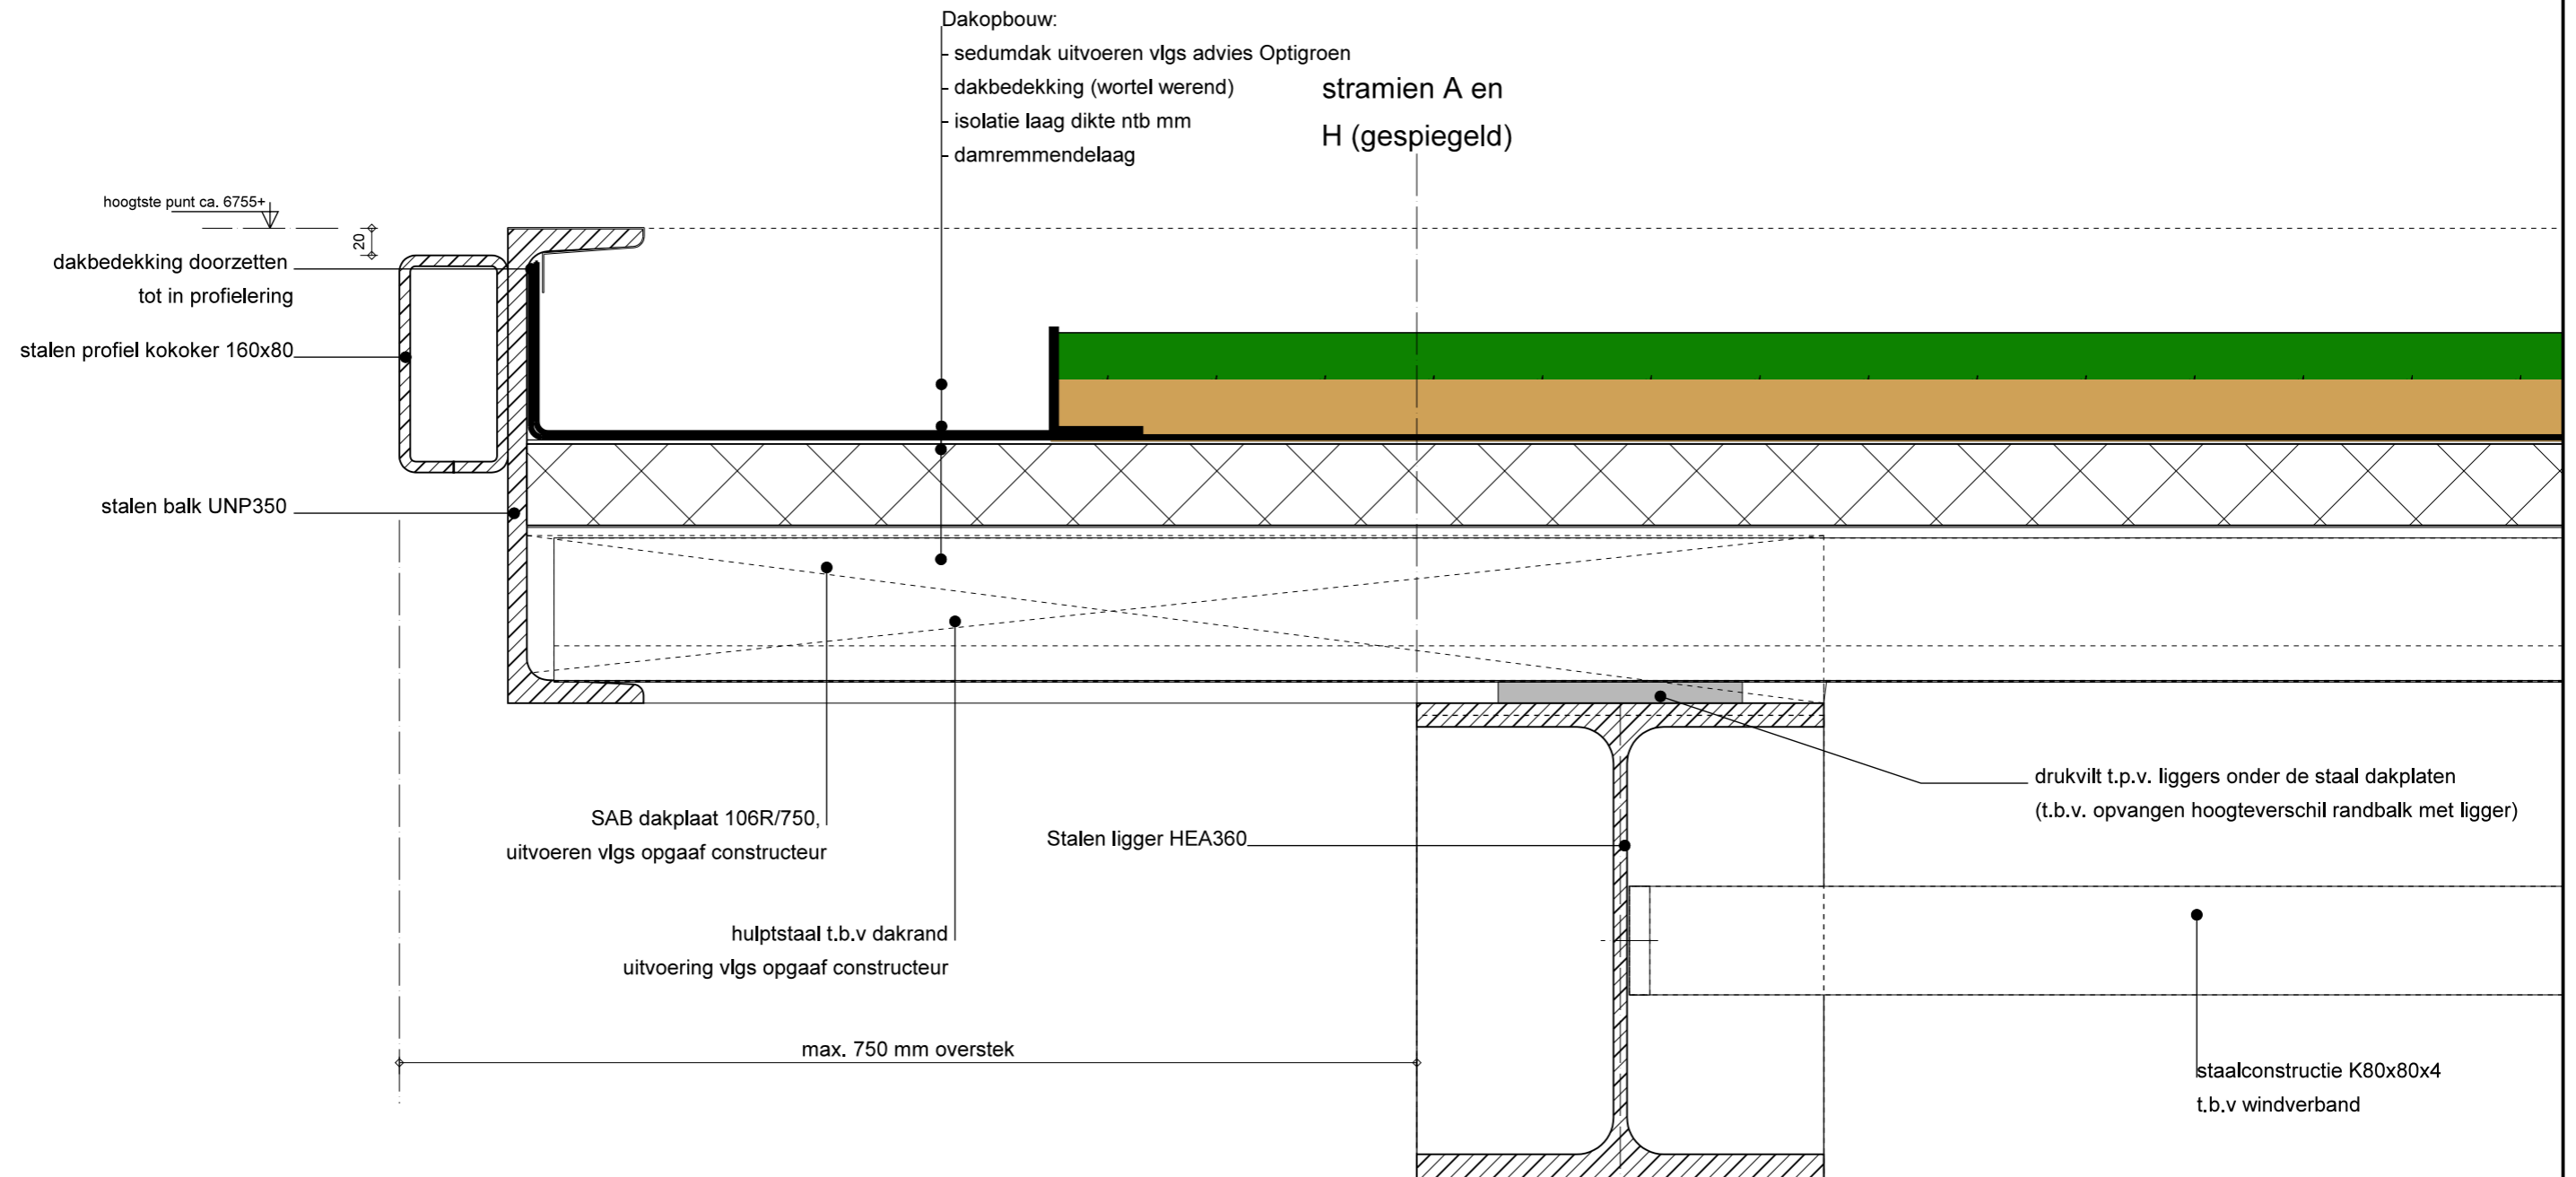 Dakopbouw:
- sedumdak uitvoeren vlgs advies Optigroen
- dakbedekking (wortel werend)
- isolatie laag dikte ntb mm
- damremmendelaag
stramien A en
H (gespiegeld)
hoogtste punt ca. 6755+
20
dakbedekking doorzetten
tot in profielering
stalen profiel kokoker 160x80
stalen balk UNP350
SAB dakplaat 106R/750,
uitvoeren vlgs opgaaf constructeur
hulptstaal t.b.v dakrand
uitvoering vlgs opgaaf constructeur
Stalen ligger HEA360
drukvilt t.p.v. liggers onder de staal dakplaten
(t.b.v. opvangen hoogteverschil randbalk met ligger)
max. 750 mm overstek
staalconstructie K80x80x4
t.b.v windverband